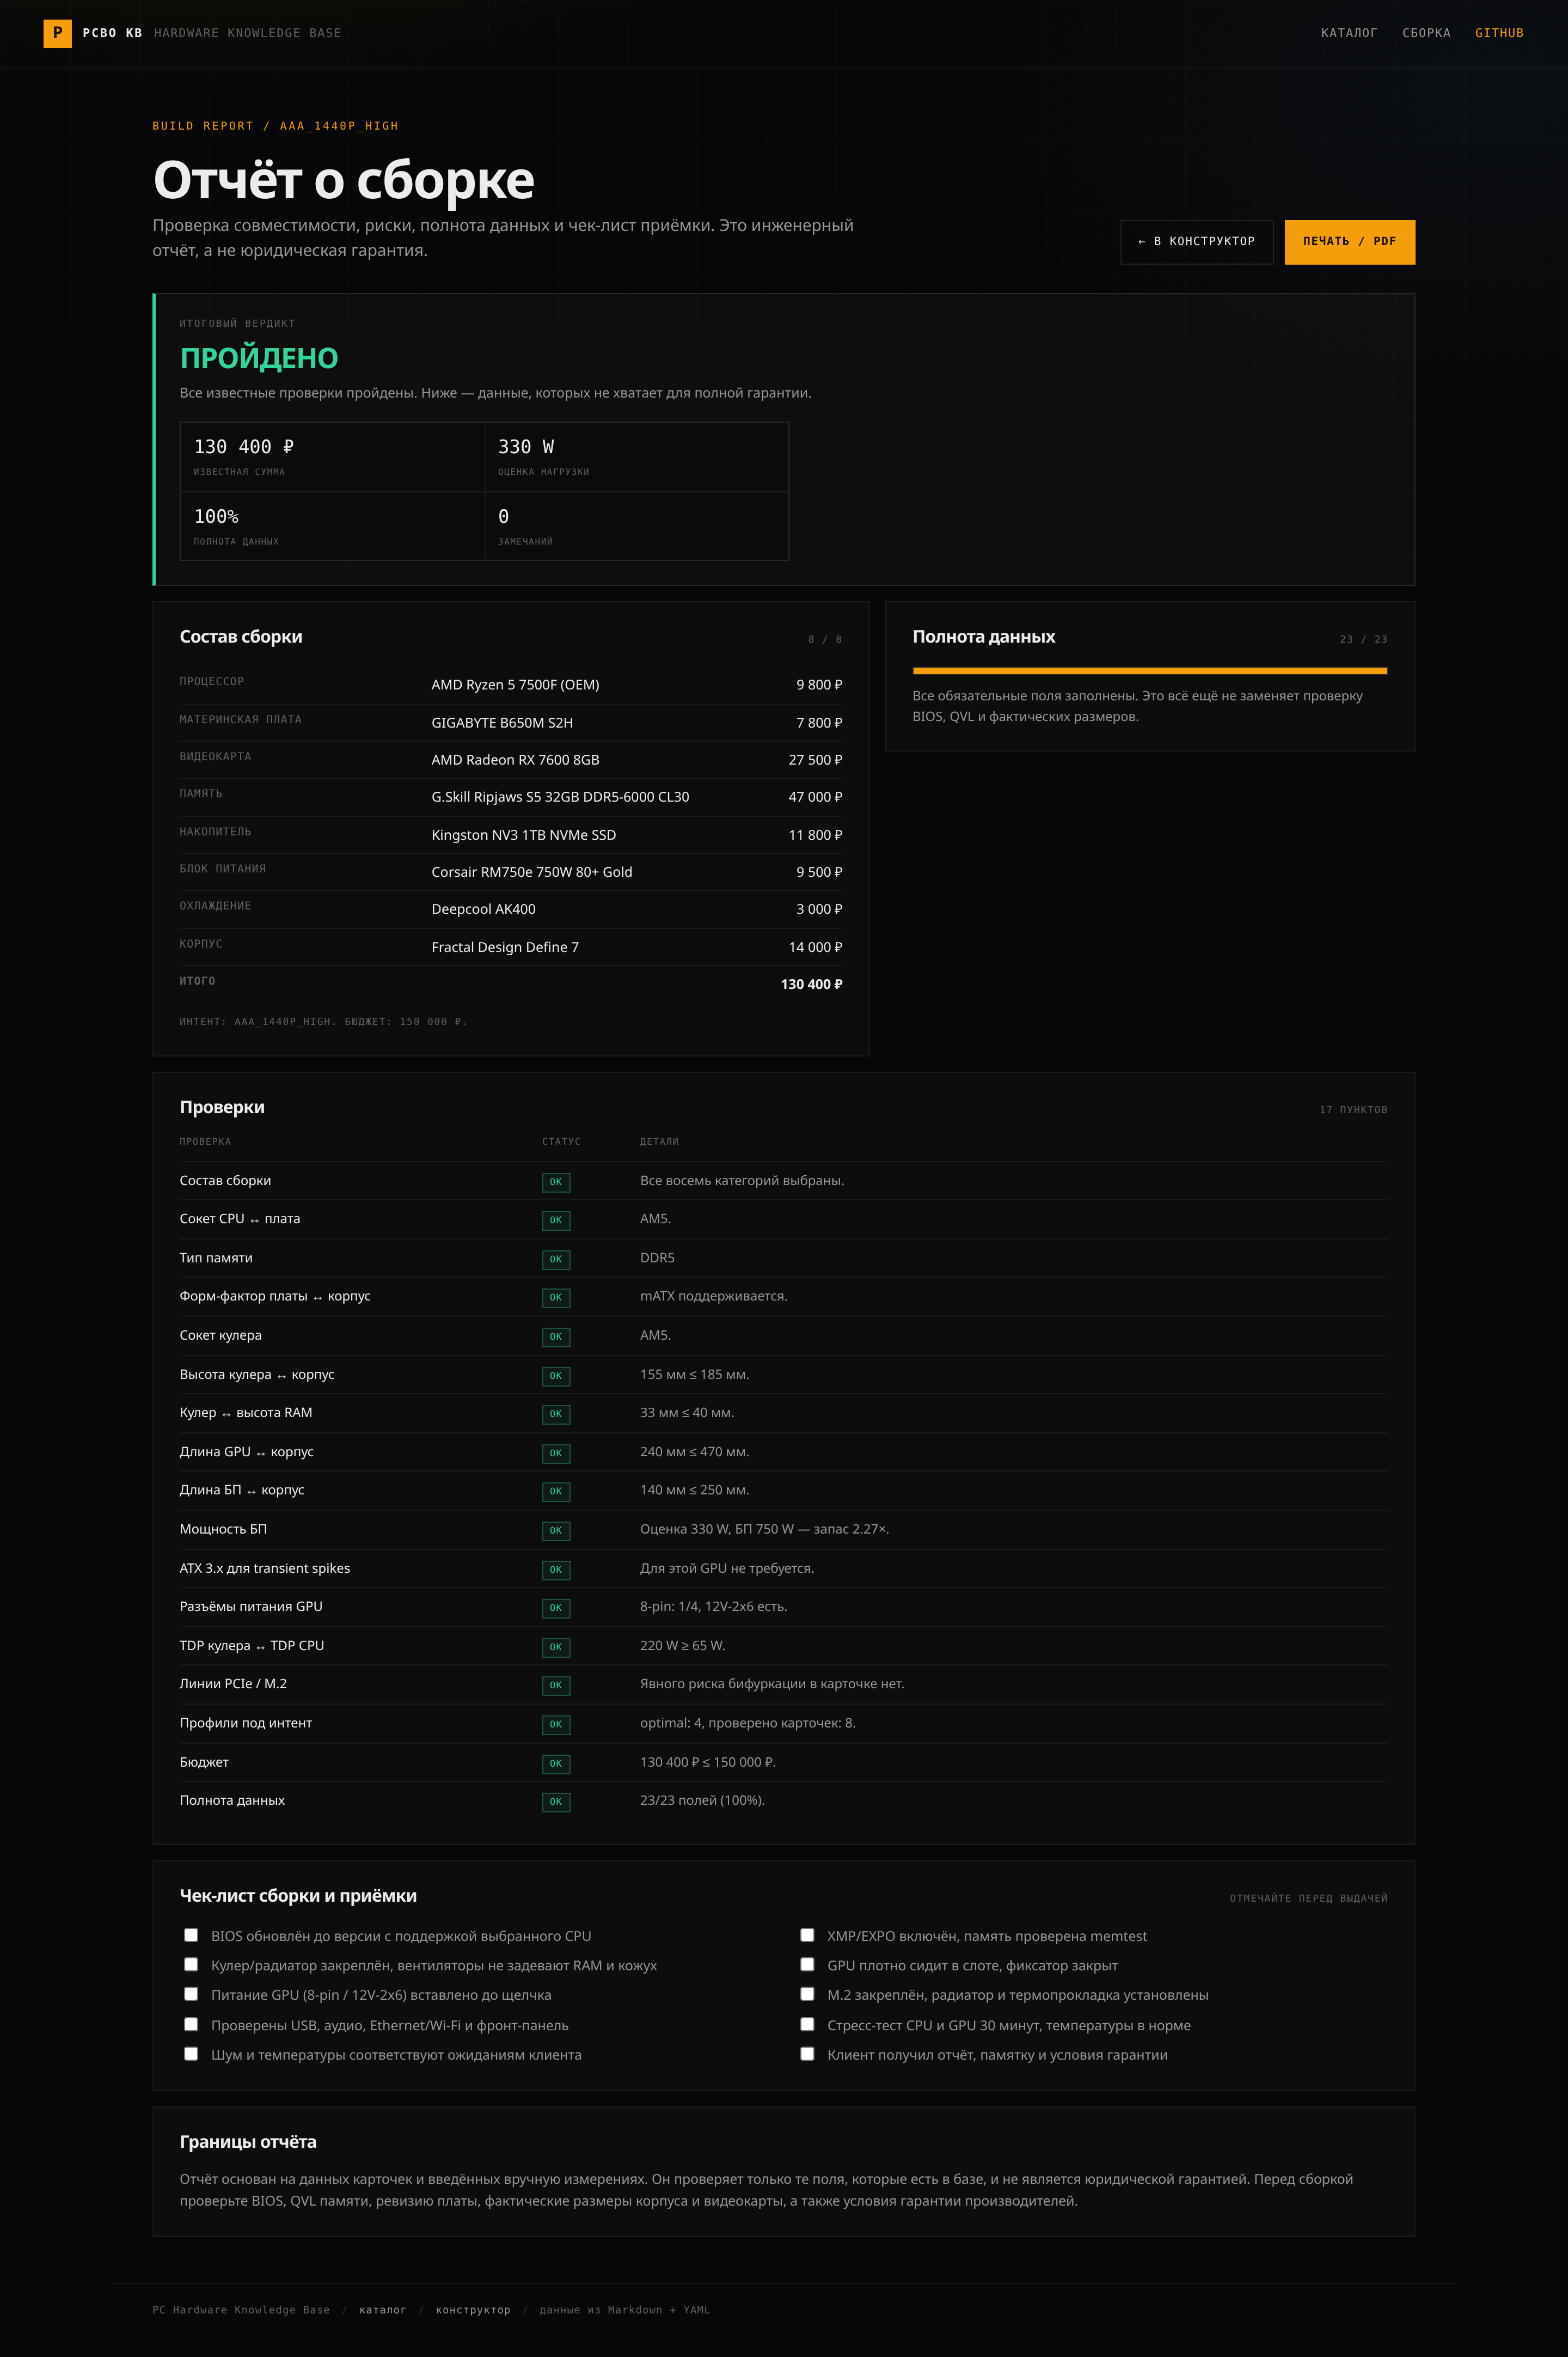 P PCBO KB HARDWARE KNOWLEDGE BASE
КАТАЛОГ СБОРКА GITHUB
BUILD REPORT / AAA_1440P_HIGH
Отчёт о сборке
Проверка совместимости, риски, полнота данных и чек-лист приёмки. Это инженерный
отчёт, а не юридическая гарантия.
← В КОНСТРУКТОР
ПЕЧАТЬ / PDF
ИТОГОВЫЙ ВЕРДИКТ
ПРОЙДЕНО
Все известные проверки пройдены. Ниже — данные, которых не хватает для полной гарантии.
130 400 ₽
ИЗВЕСТНАЯ СУММА
330 W
ОЦЕНКА НАГРУЗКИ
100%
ПОЛНОТА ДАННЫХ
0
ЗАМЕЧАНИЙ
Состав сборки 8 / 8
ПРОЦЕССОР AMD Ryzen 5 7500F (OEM) 9 800 ₽
МАТЕРИНСКАЯ ПЛАТА GIGABYTE B650M S2H 7 800 ₽
ВИДЕОКАРТА AMD Radeon RX 7600 8GB 27 500 ₽
ПАМЯТЬ G.Skill Ripjaws S5 32GB DDR5-6000 CL30 47 000 ₽
НАКОПИТЕЛЬ Kingston NV3 1TB NVMe SSD 11 800 ₽
БЛОК ПИТАНИЯ Corsair RM750e 750W 80+ Gold 9 500 ₽
ОХЛАЖДЕНИЕ Deepcool AK400 3 000 ₽
КОРПУС Fractal Design Define 7 14 000 ₽
ИТОГО 130 400 ₽
ИНТЕНТ: AAA_1440P_HIGH. БЮДЖЕТ: 150 000 ₽.
Полнота данных 23 / 23
Все обязательные поля заполнены. Это всё ещё не заменяет проверку
BIOS, QVL и фактических размеров.
Проверки 17 ПУНКТОВ
ПРОВЕРКА СТАТУС ДЕТАЛИ
Состав сборки OK Все восемь категорий выбраны.
Сокет CPU ↔ плата OK AM5.
Тип памяти OK DDR5
Форм-фактор платы ↔ корпус OK mATX поддерживается.
Сокет кулера OK AM5.
Высота кулера ↔ корпус OK 155 мм ≤ 185 мм.
Кулер ↔ высота RAM OK 33 мм ≤ 40 мм.
Длина GPU ↔ корпус OK 240 мм ≤ 470 мм.
Длина БП ↔ корпус OK 140 мм ≤ 250 мм.
Мощность БП OK Оценка 330 W, БП 750 W — запас 2.27×.
ATX 3.x для transient spikes OK Для этой GPU не требуется.
Разъёмы питания GPU OK 8-pin: 1/4, 12V-2x6 есть.
TDP кулера ↔ TDP CPU OK 220 W ≥ 65 W.
Линии PCIe / M.2 OK Явного риска бифуркации в карточке нет.
Профили под интент OK optimal: 4, проверено карточек: 8.
Бюджет OK 130 400 ₽ ≤ 150 000 ₽.
Полнота данных OK 23/23 полей (100%).
Чек-лист сборки и приёмки ОТМЕЧАЙТЕ ПЕРЕД ВЫДАЧЕЙ
BIOS обновлён до версии с поддержкой выбранного CPU
XMP/EXPO включён, память проверена memtest
Кулер/радиатор закреплён, вентиляторы не задевают RAM и кожух
GPU плотно сидит в слоте, фиксатор закрыт
Питание GPU (8-pin / 12V-2x6) вставлено до щелчка
M.2 закреплён, радиатор и термопрокладка установлены
Проверены USB, аудио, Ethernet/Wi-Fi и фронт-панель
Стресс-тест CPU и GPU 30 минут, температуры в норме
Шум и температуры соответствуют ожиданиям клиента
Клиент получил отчёт, памятку и условия гарантии
Границы отчёта
Отчёт основан на данных карточек и введённых вручную измерениях. Он проверяет только те поля, которые есть в базе, и не является юридической гарантией. Перед сборкой
проверьте BIOS, QVL памяти, ревизию платы, фактические размеры корпуса и видеокарты, а также условия гарантии производителей.
PC Hardware Knowledge Base / каталог / конструктор / данные из Markdown + YAML